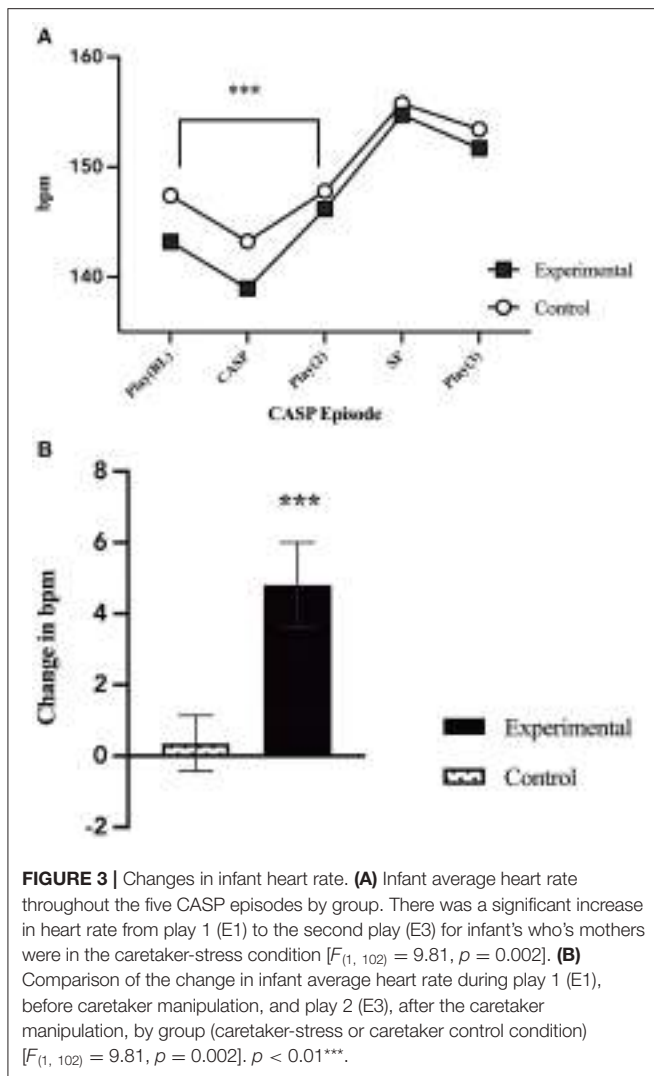 A
160
***
150
bpm
140
Experimental
Control
Play(BL)
CASP
Play(2)
SF
Play(3)
CASP Episode
B
8
***
6
4
Change in bpm
2
Experimental
0
Control
-2
FIGURE 3 | Changes in infant heart rate. (A) Infant average heart rate
throughout the five CASP episodes by group. There was a significant increase
in heart rate from play 1 (E1) to the second play (E3) for infant's who's mothers
were in the caretaker-stress condition [F(1, 102) = 9.81, p = 0.002]. (B)
Comparison of the change in infant average heart rate during play 1 (E1),
before caretaker manipulation, and play 2 (E3), after the caretaker
manipulation, by group (caretaker-stress or caretaker control condition)
[F(1, 102) = 9.81, p = 0.002]. p < 0.01***.